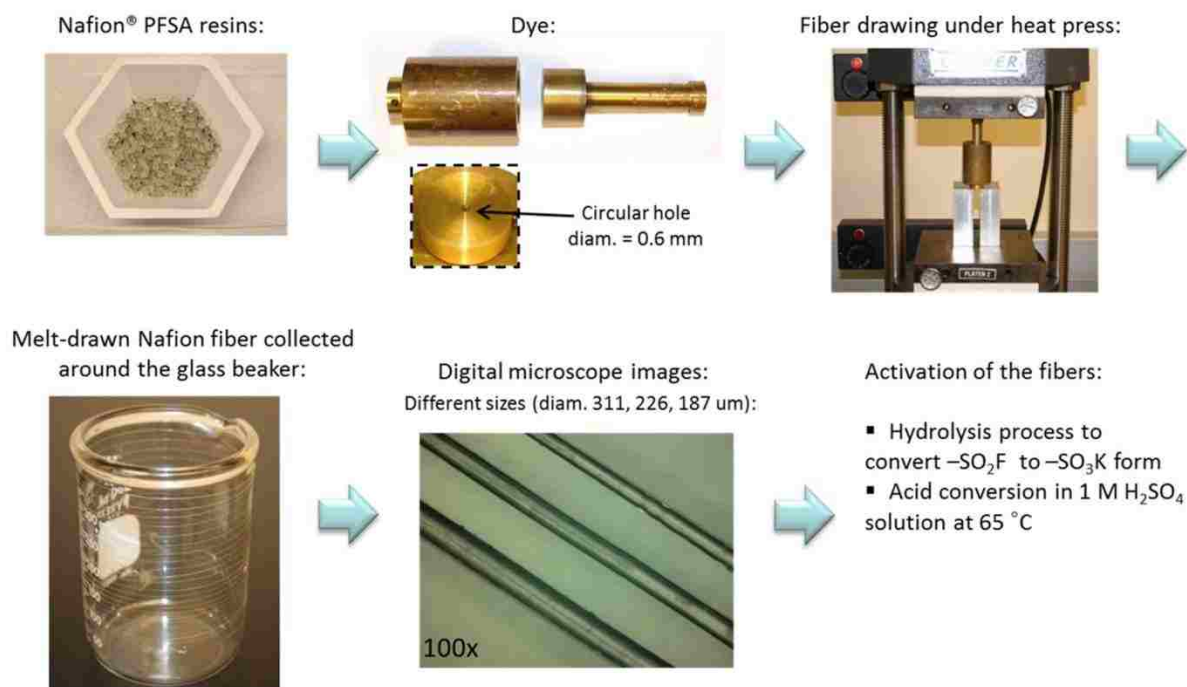 Nafion® PFSA resins:
Dye:
Fiber drawing under heat press:
Circular hole
diam. = 0.6 mm
PLATEN 2
Melt-drawn Nafion fiber collected
around the glass beaker:
Digital microscope images:
Different sizes (diam. 311, 226, 187 um):
100x
Activation of the fibers:
▪ Hydrolysis process to
convert –SO₂F to –SO₃K form
▪ Acid conversion in 1 M H₂SO₄
solution at 65 °C